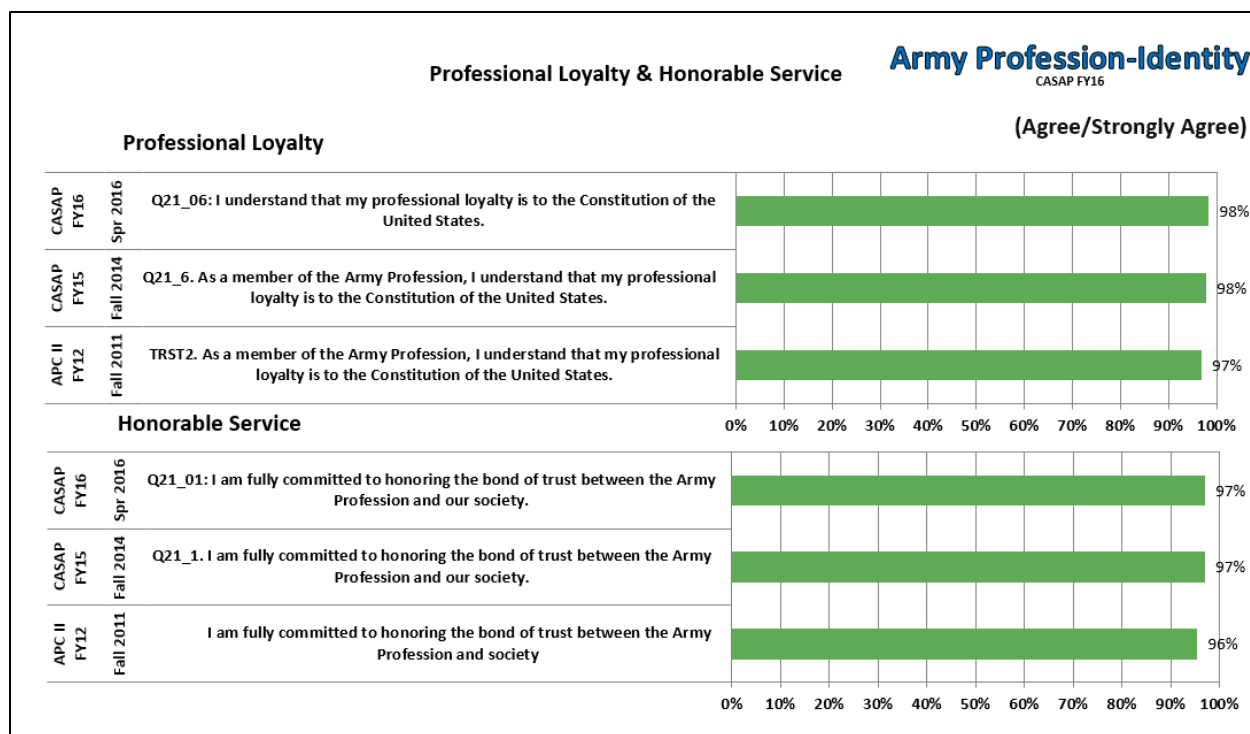 Army Profession-Identity
Professional Loyalty & Honorable Service
CASAP FY16
(Agree/Strongly Agree)
Professional Loyalty
CASAP
FY16
Spr 2016
Q21_06: I understand that my professional loyalty is to the Constitution of the
United States.
98%
CASAP
FY15
Fall 2014
Q21_6. As a member of the Army Profession, I understand that my professional
loyalty is to the Constitution of the United States.
98%
APC II
FY12
Fall 2011
TRST2. As a member of the Army Profession, I understand that my professional
loyalty is to the Constitution of the United States.
97%
0% 10% 20% 30% 40% 50% 60% 70% 80% 90% 100%
Honorable Service
CASAP
FY16
Spr 2016
Q21_01: I am fully committed to honoring the bond of trust between the Army
Profession and our society.
97%
CASAP
FY15
Fall 2014
Q21_1. I am fully committed to honoring the bond of trust between the Army
Profession and our society.
97%
APC II
FY12
Fall 2011
I am fully committed to honoring the bond of trust between the Army
Profession and society
96%
0% 10% 20% 30% 40% 50% 60% 70% 80% 90% 100%